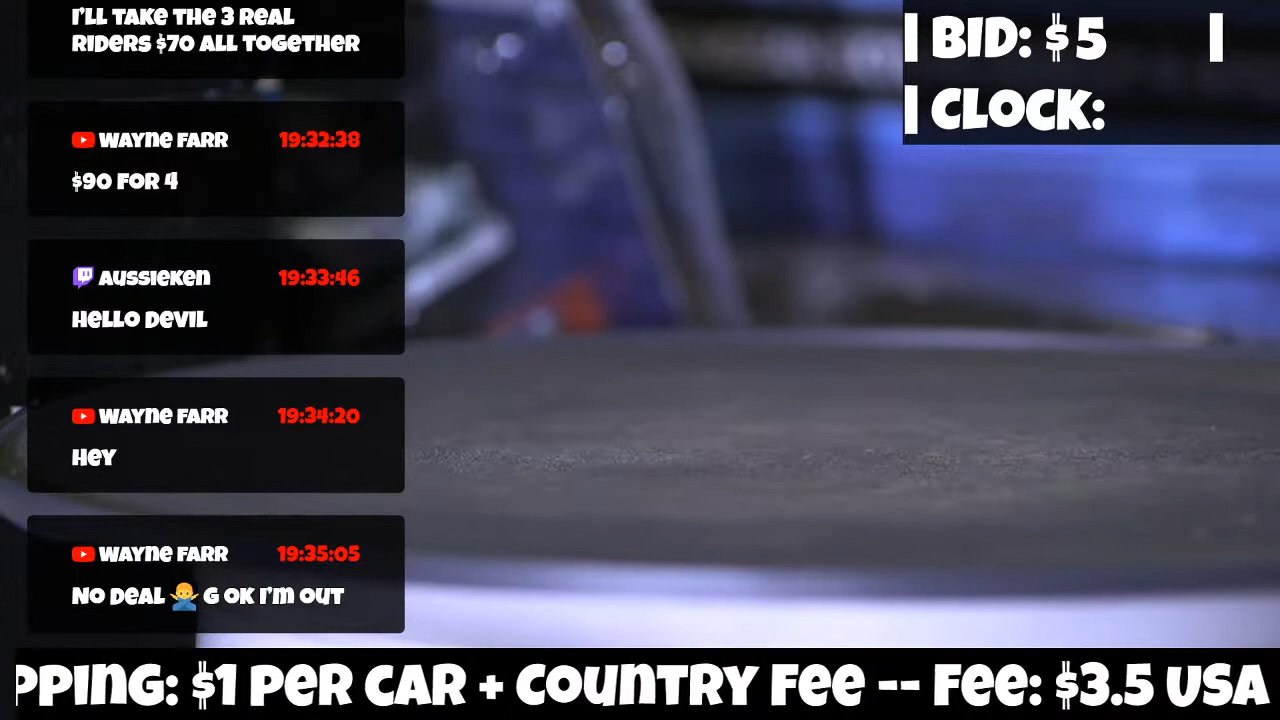 I'LL TAKE THE 3 REAL
RIDERS $70 ALL TOGETHER
WAYNE FARR 19:32:38
$90 FOR 4
AUSSIEKEN 19:33:46
HELLO DEVIL
WAYNE FARR 19:34:20
HEY
WAYNE FARR 19:35:05
NO DEAL 🙅‍♂️ G OK I'M OUT
| BID: $5 |
| CLOCK:
PPING: $1 PER CAR + COUNTRY FEE -- FEE: $3.5 USA